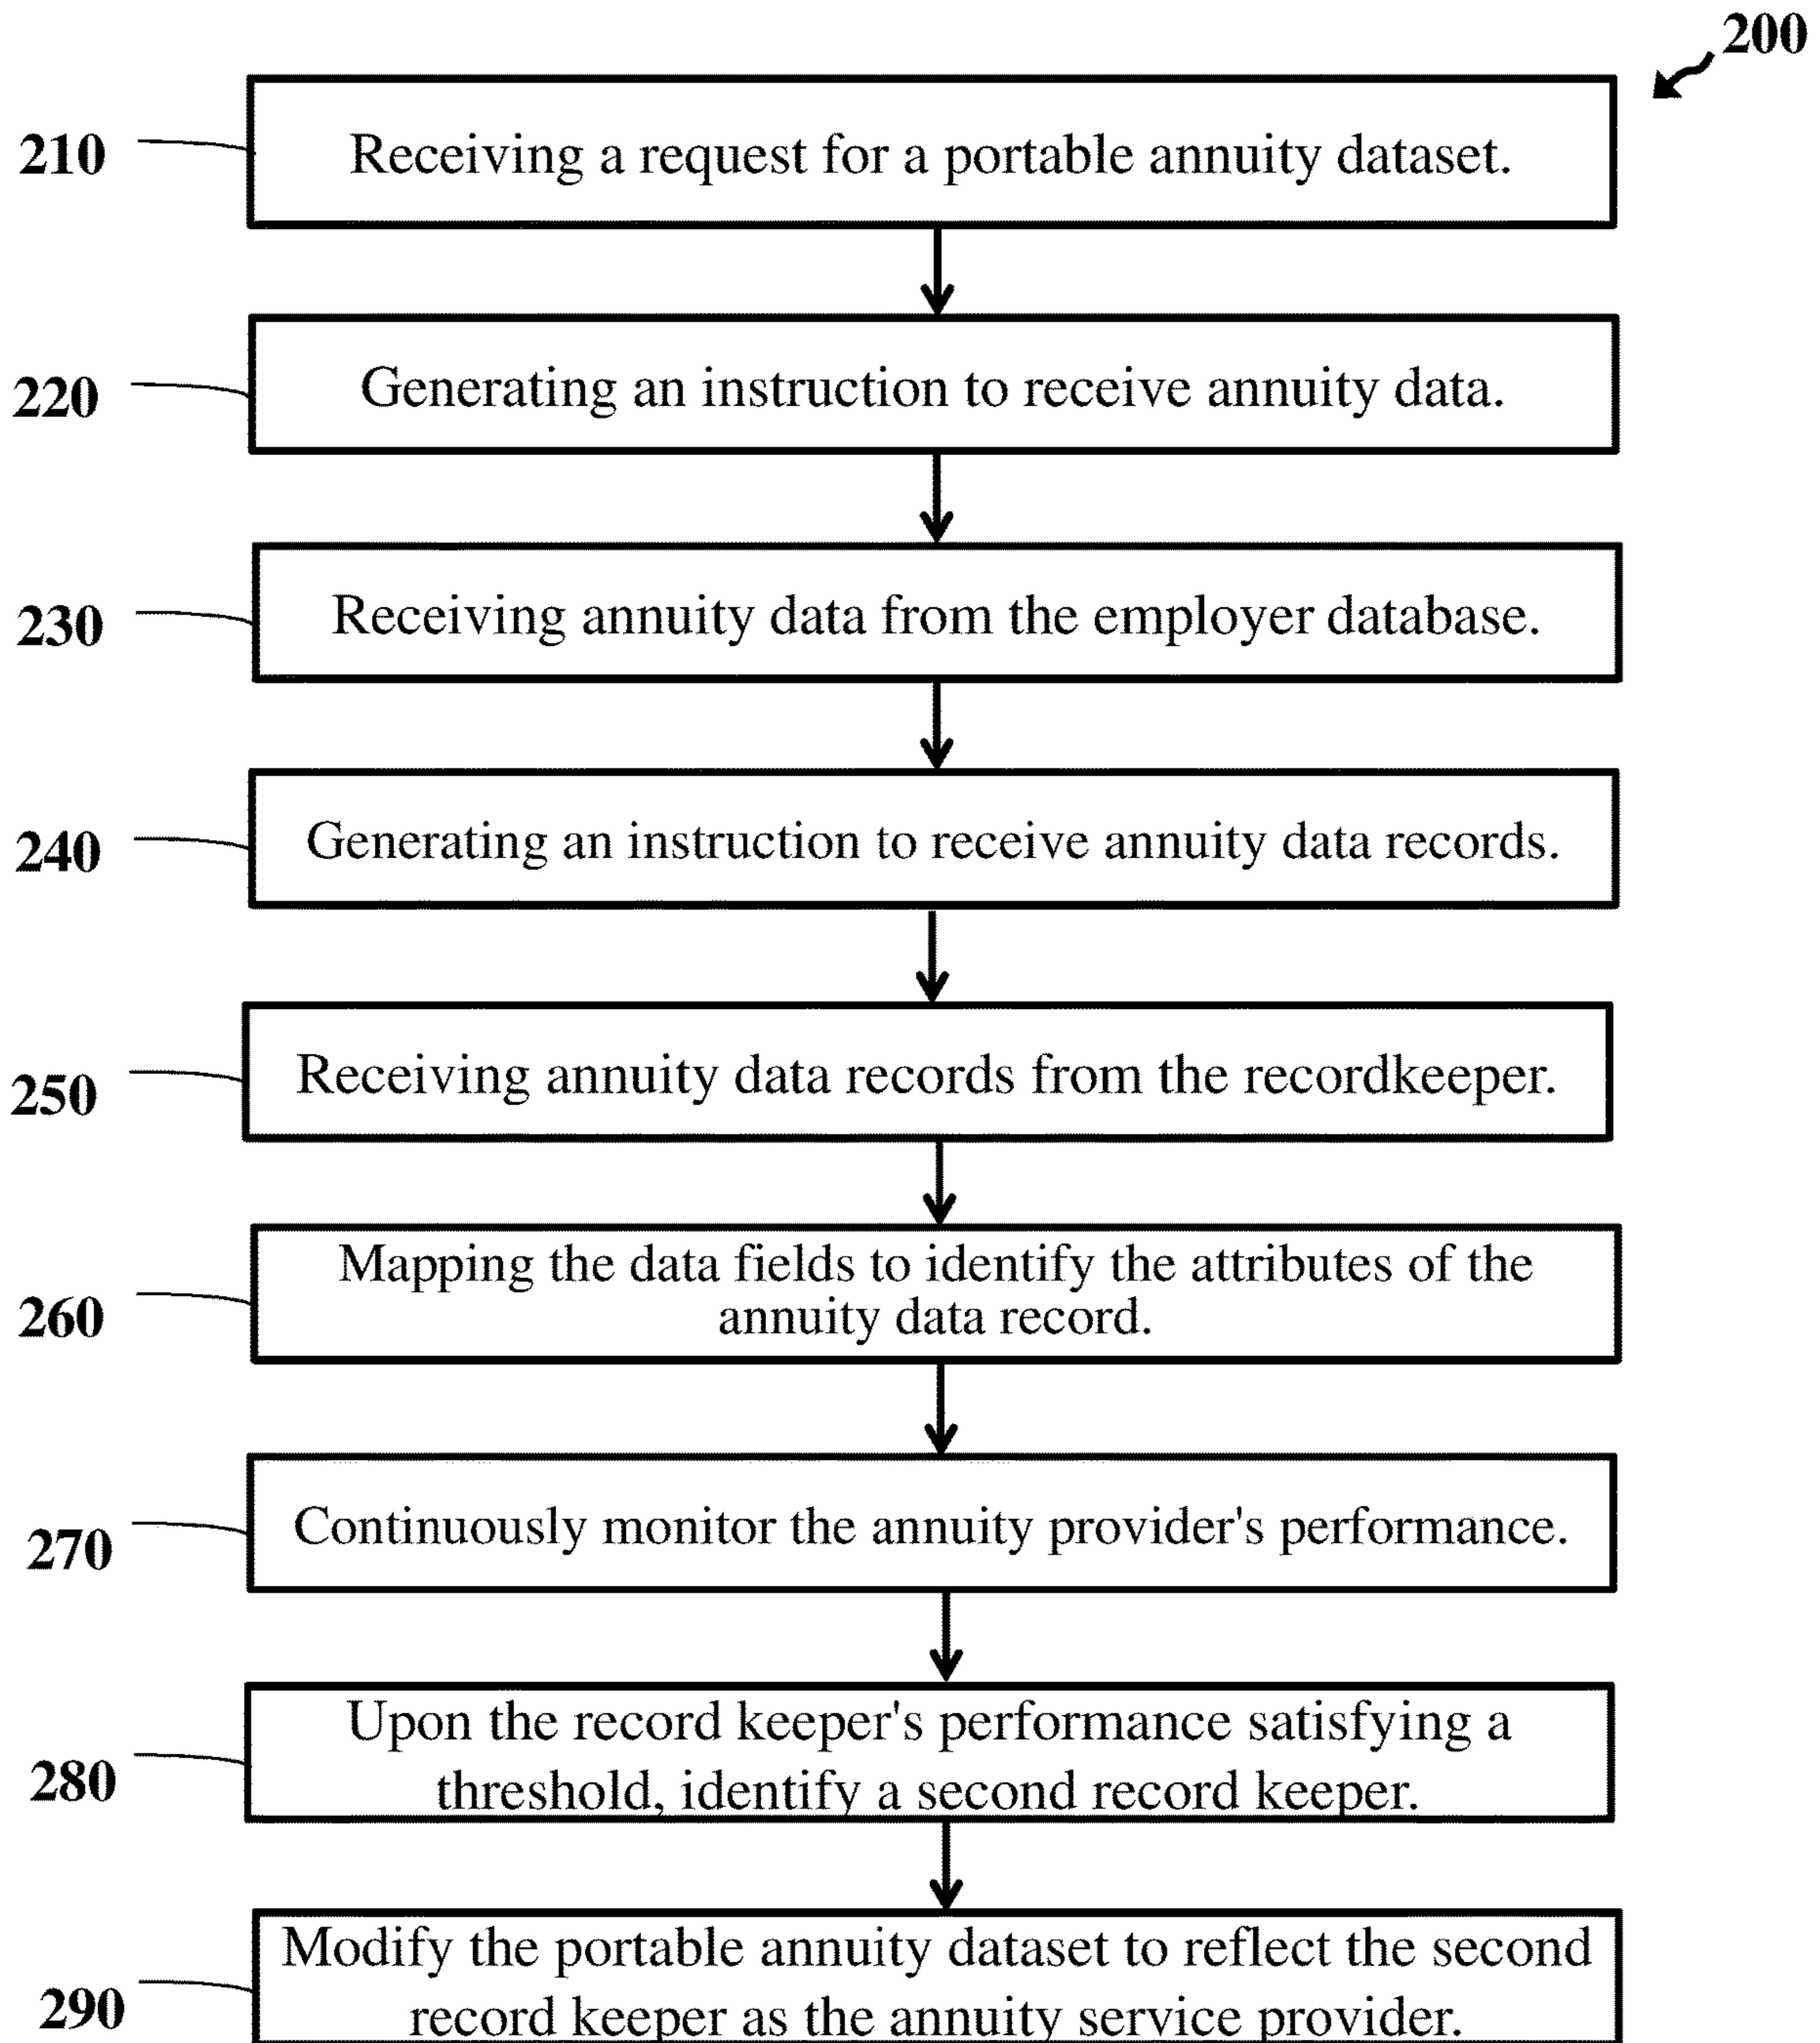 200
210
Receiving a request for a portable annuity dataset.
220
Generating an instruction to receive annuity data.
230
Receiving annuity data from the employer database.
240
Generating an instruction to receive annuity data records.
250
Receiving annuity data records from the recordkeeper.
260
Mapping the data fields to identify the attributes of the
annuity data record.
270
Continuously monitor the annuity provider's performance.
280
Upon the record keeper's performance satisfying a
threshold, identify a second record keeper.
290
Modify the portable annuity dataset to reflect the second
record keeper as the annuity service provider.